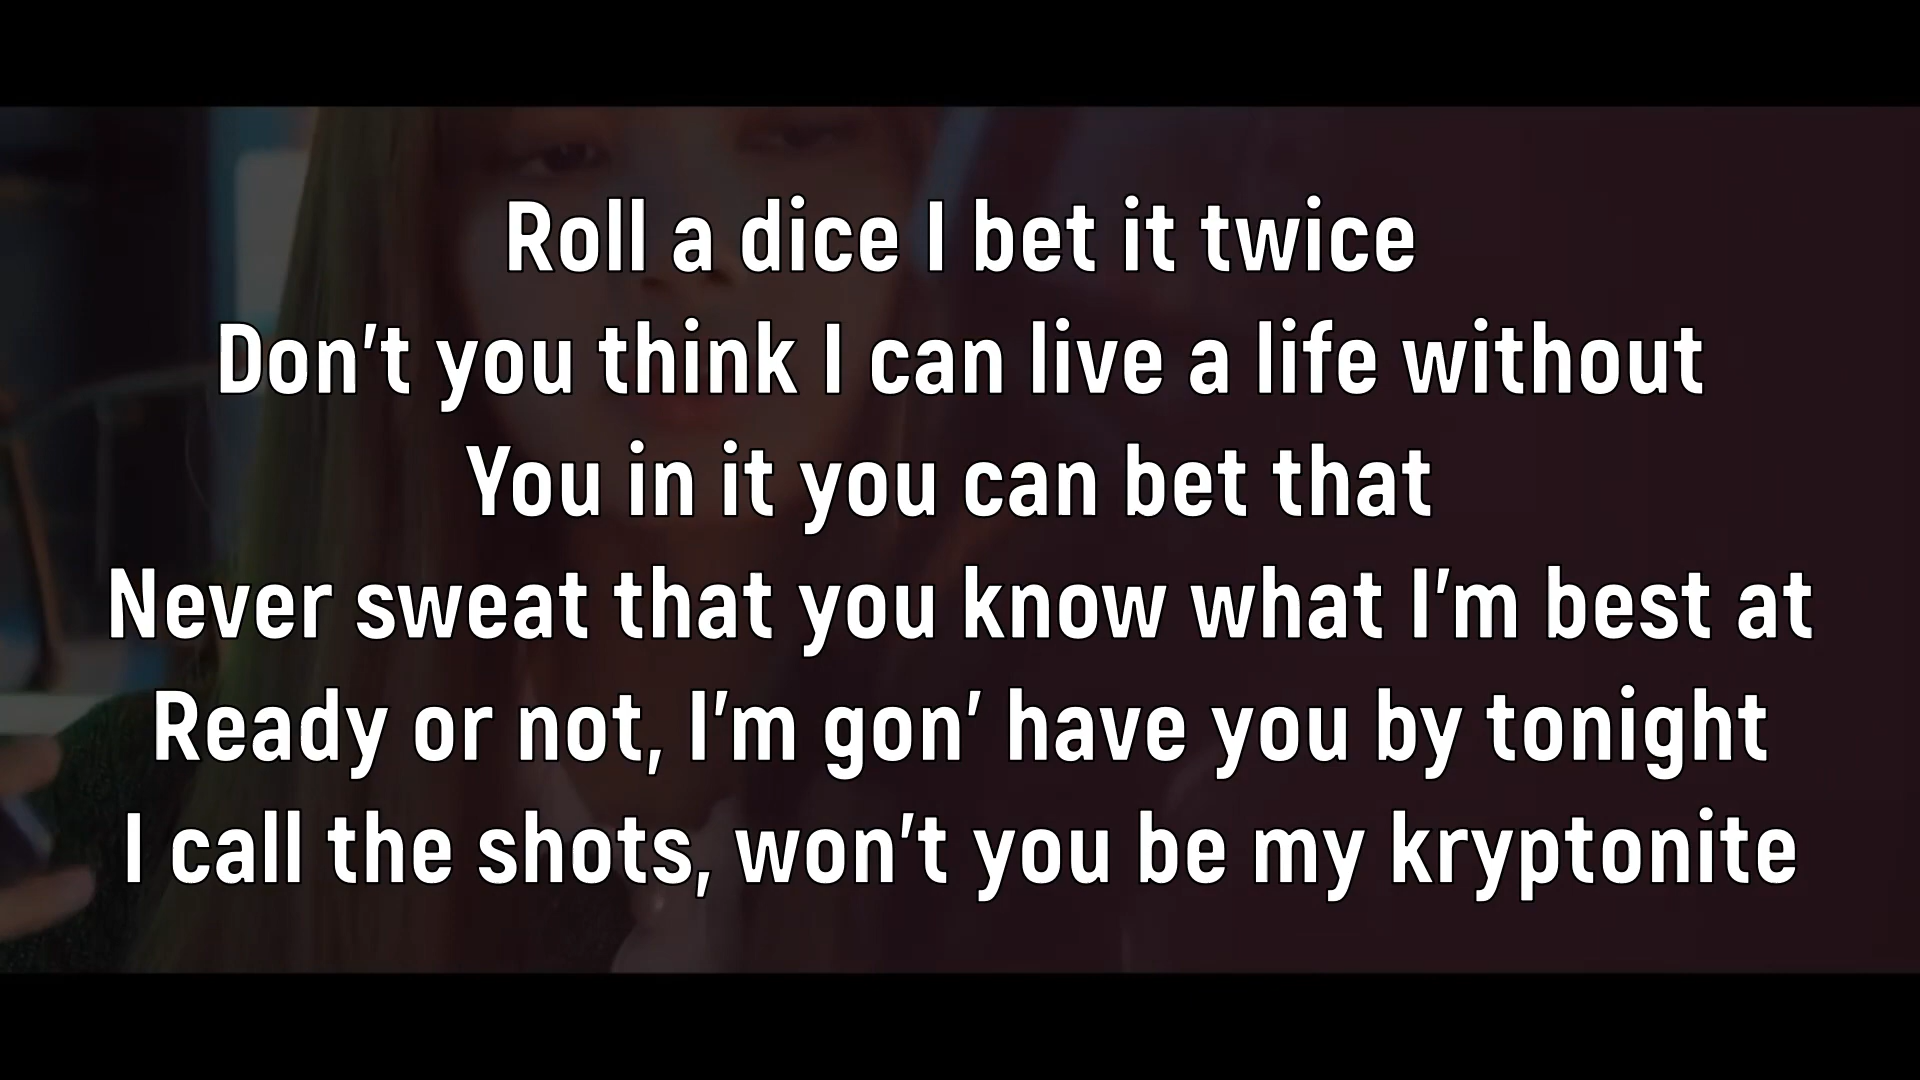 Roll a dice I bet it twice
Don't you think I can live a life without
You in it you can bet that
Never sweat that you know what I'm best at
Ready or not, I'm gon' have you by tonight
I call the shots, won't you be my kryptonite